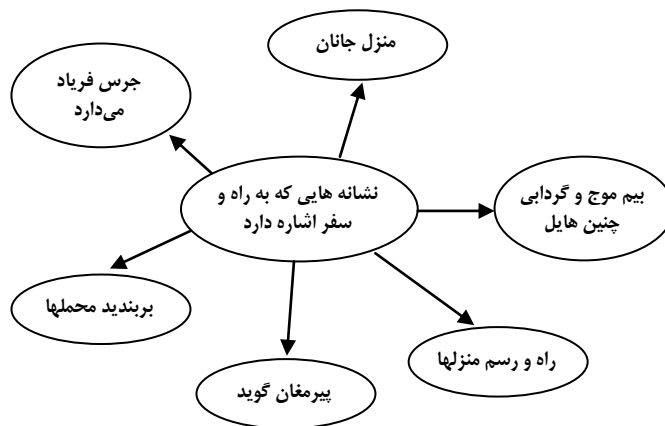 منزل جانان
جرس فریاد
می‌دارد
نشانه هایی که به راه و
سفر اشاره دارد
بیم موج و گردابی
چنین هایل
بربندید محملها
راه و رسم منزلها
پیرمغان گوید